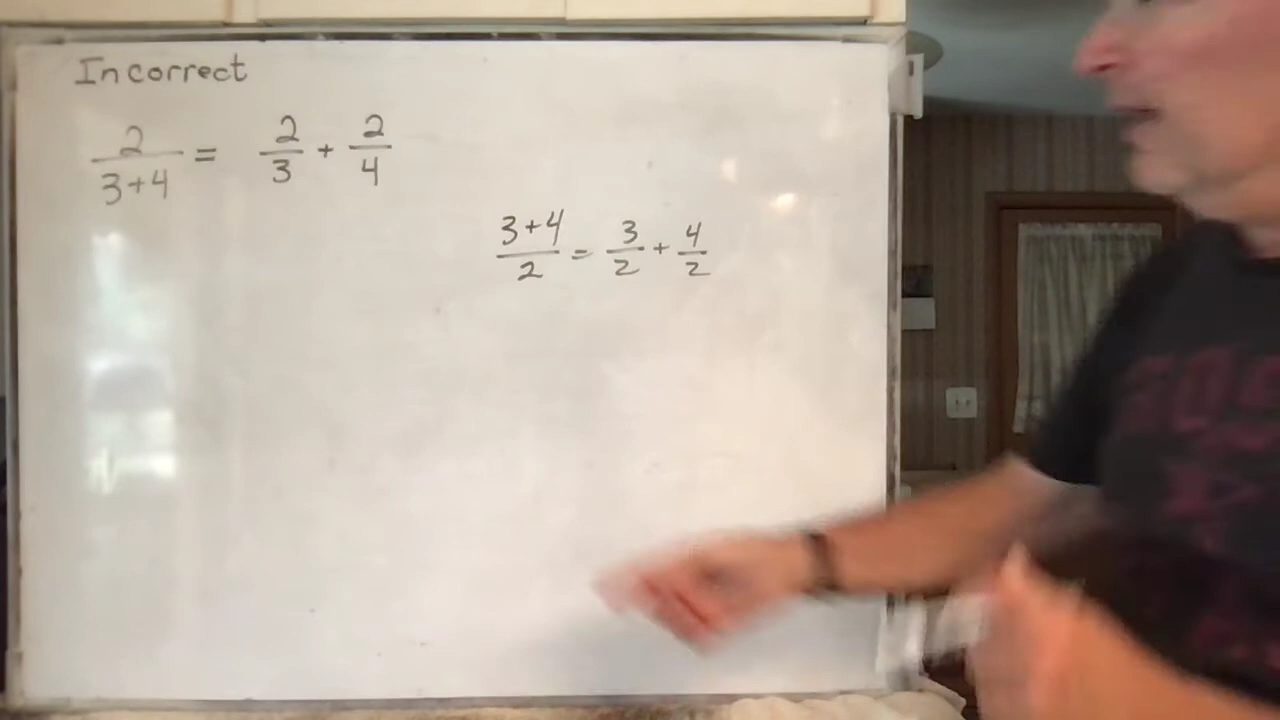 Incorrect
2/(3+4) = 2/3 + 2/4
(3+4)/2 = 3/2 + 4/2